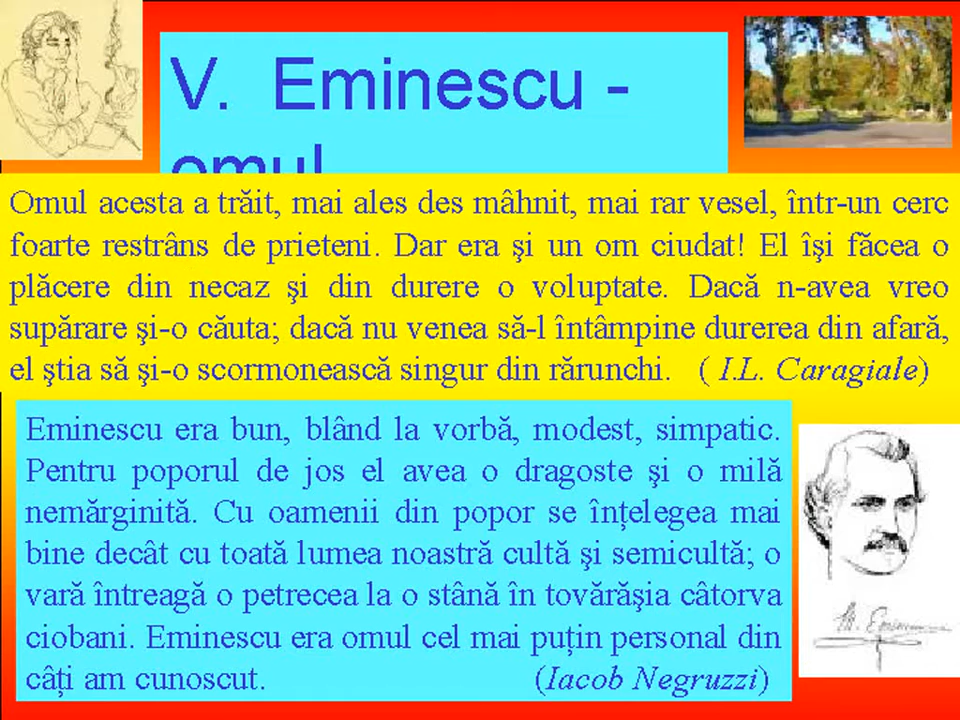 V. Eminescu -
omul
Omul acesta a trăit, mai ales des mâhnit, mai rar vesel, într-un cerc
foarte restrâns de prieteni. Dar era şi un om ciudat! El îşi făcea o
plăcere din necaz şi din durere o voluptate. Dacă n-avea vreo
supărare şi-o căuta; dacă nu venea să-l întâmpine durerea din afară,
el ştia să şi-o scormonească singur din rărunchi. ( I.L. Caragiale)
Eminescu era bun, blând la vorbă, modest, simpatic.
Pentru poporul de jos el avea o dragoste şi o milă
nemărginită. Cu oamenii din popor se înţelegea mai
bine decât cu toată lumea noastră cultă şi semicultă; o
vară întreagă o petrecea la o stână în tovărăşia câtorva
ciobani. Eminescu era omul cel mai puţin personal din
câţi am cunoscut. (Iacob Negruzzi)
M. Eminescu